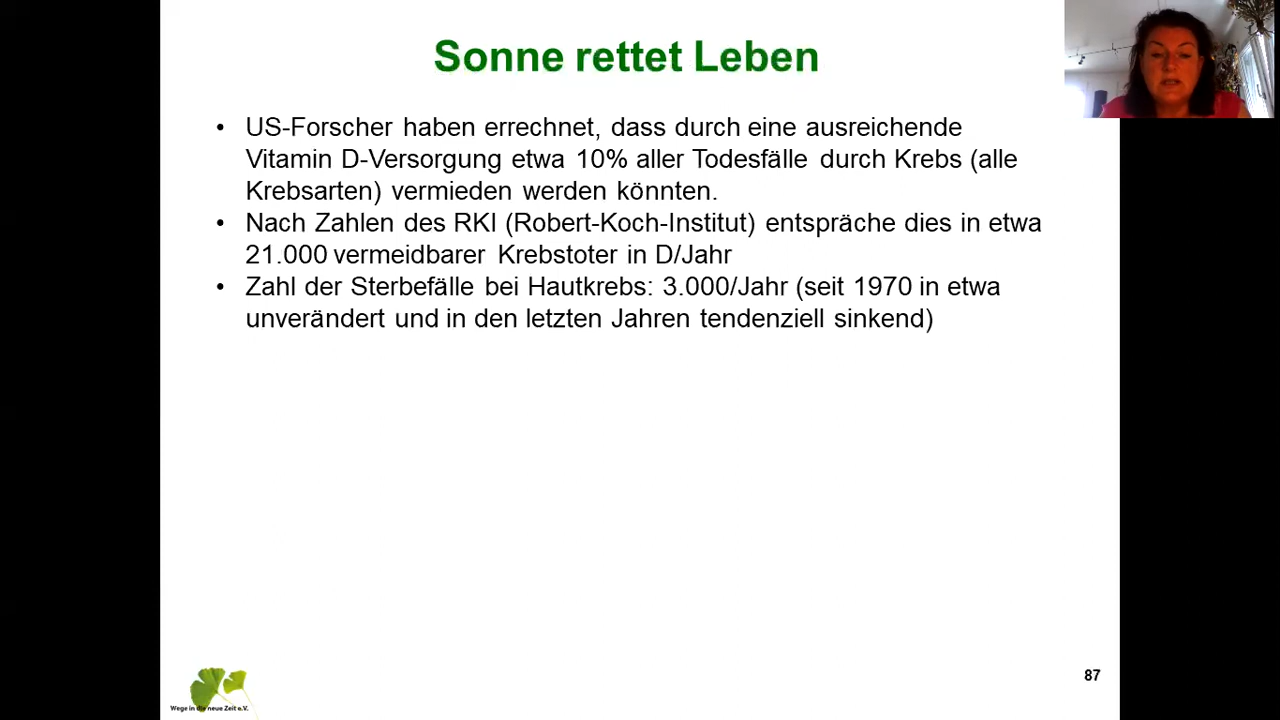 Sonne rettet Leben
• US-Forscher haben errechnet, dass durch eine ausreichende
Vitamin D-Versorgung etwa 10% aller Todesfälle durch Krebs (alle
Krebsarten) vermieden werden könnten.
• Nach Zahlen des RKI (Robert-Koch-Institut) entspräche dies in etwa
21.000 vermeidbarer Krebstoter in D/Jahr
• Zahl der Sterbefälle bei Hautkrebs: 3.000/Jahr (seit 1970 in etwa
unverändert und in den letzten Jahren tendenziell sinkend)
87
Wege in die neue Zeit e.V.